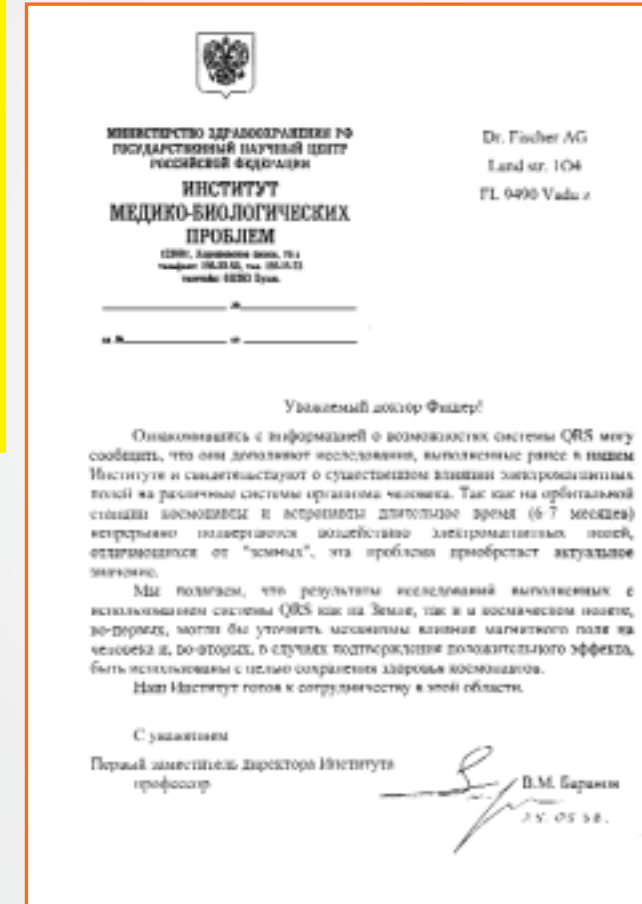 МИНИСТЕРСТВО ЗДРАВООХРАНЕНИЯ РФ
ГОСУДАРСТВЕННЫЙ НАУЧНЫЙ ЦЕНТР
РОССИЙСКОЙ ФЕДЕРАЦИИ
ИНСТИТУТ
МЕДИКО-БИОЛОГИЧЕСКИХ
ПРОБЛЕМ
Dr. Fischer AG
Land str. 1O4
FL 9490 Vadu z
Уважаемый доктор Фишер!
Ознакомившись с информацией о возможностях системы QRS могу
сообщить, что они дополняют исследования, выполненные ранее в нашем
Институте и свидетельствуют о существенном влиянии электромагнитных
полей на различные системы организма человека. Так как на орбитальной
станции космонавты и астронавты длительное время (6-7 месяцев)
непрерывно подвергаются воздействию электромагнитных полей,
отличающихся от "земных", эта проблема приобретает актуальное
значение.
Мы полагаем, что результаты исследований выполненных с
использованием системы QRS как на Земле, так и в космическом полете,
во-первых, могли бы уточнить механизмы влияния магнитного поля на
человека и, во-вторых, в случаях подтверждения положительного эффекта,
быть использованы с целью сохранения здоровья космонавтов.
Наш Институт готов к сотрудничеству в этой области.
С уважением
Первый заместитель директора Института
профессор
В.М. Баранов